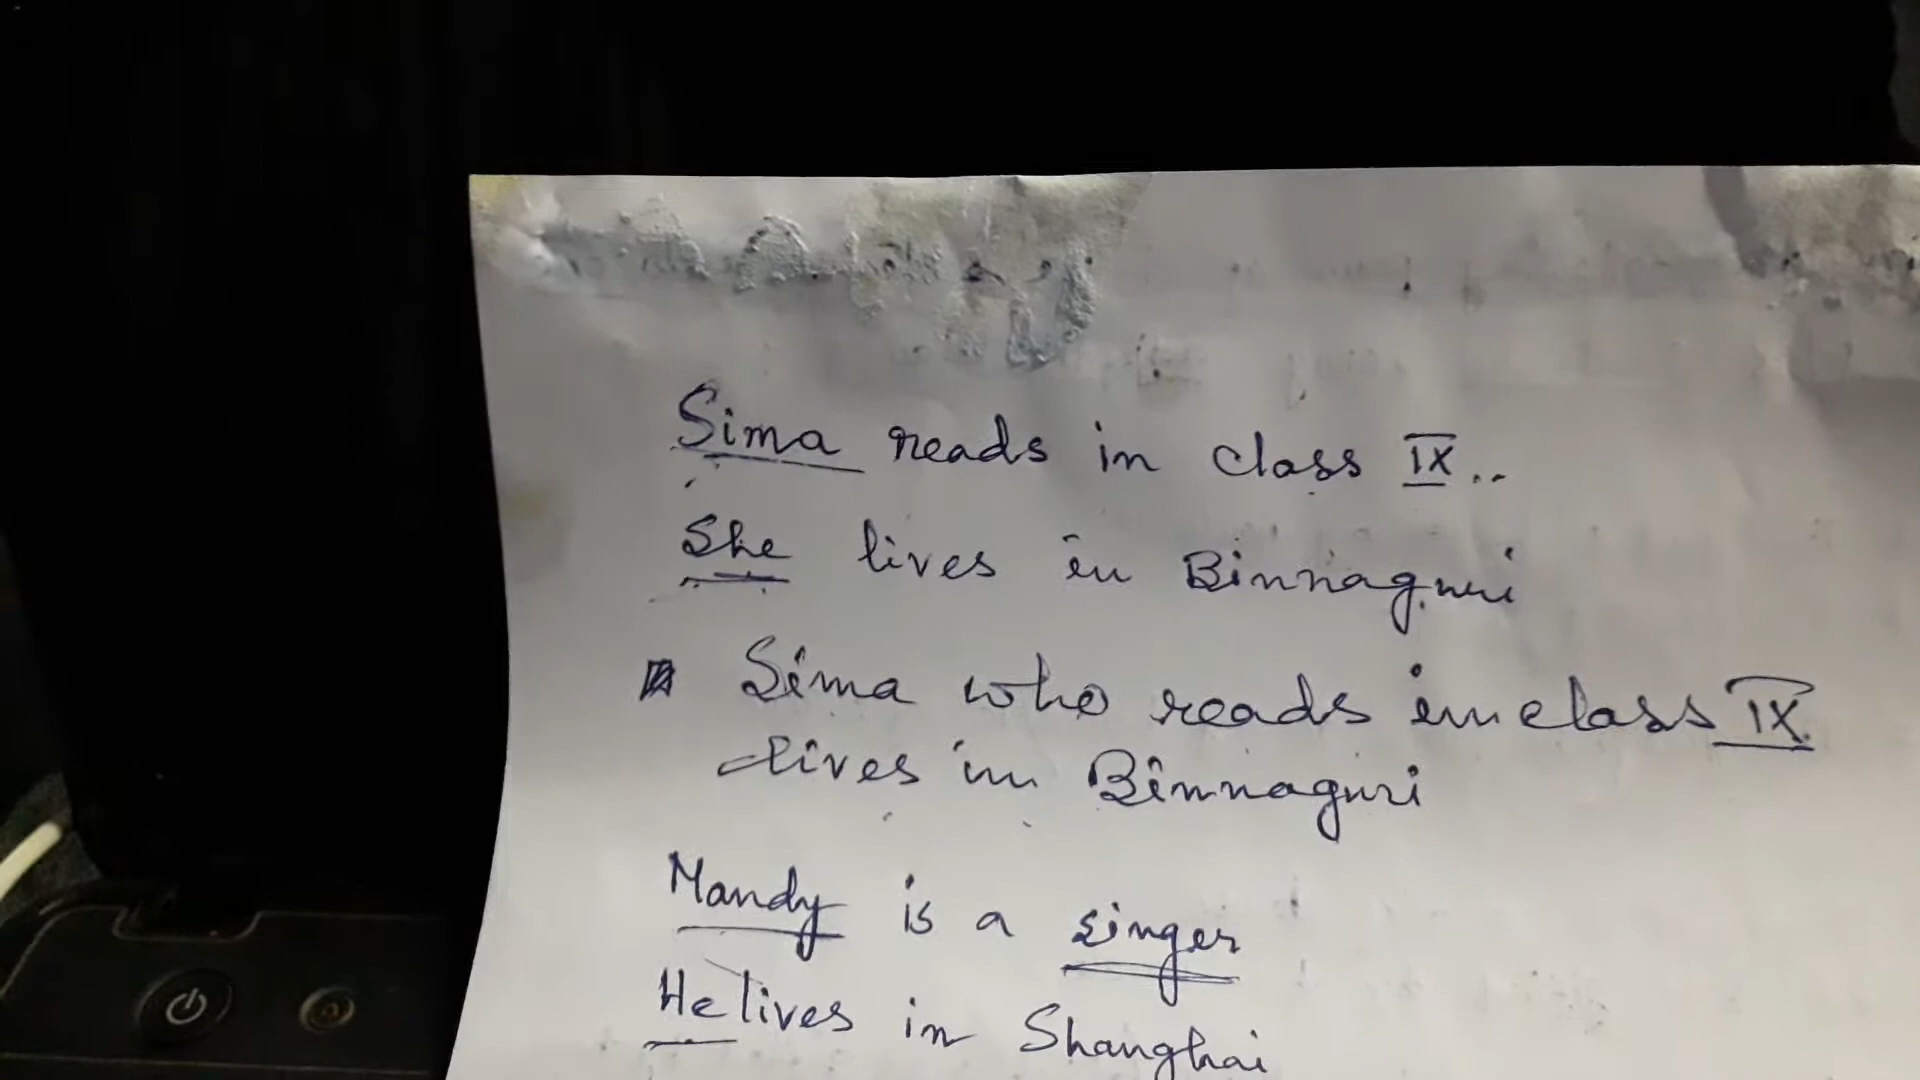 Sima reads in class IX..
She lives in Binnaguri
Sima who reads in class IX.
lives in Binnaguri
Mandy is a singer
He lives in Shanghai